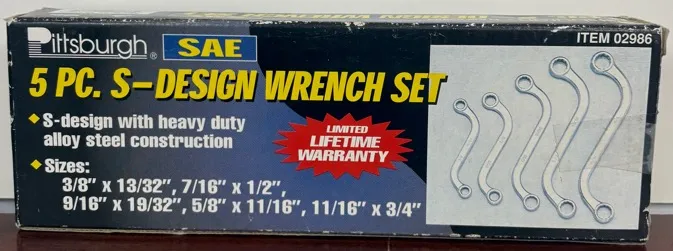 Pittsburgh® SAE
ITEM 02986
5 PC. S-DESIGN WRENCH SET
◆S-design with heavy duty
alloy steel construction
LIMITED
LIFETIME
WARRANTY
◆Sizes:
3/8" x 13/32", 7/16" x 1/2",
9/16" x 19/32", 5/8" x 11/16", 11/16" x 3/4"